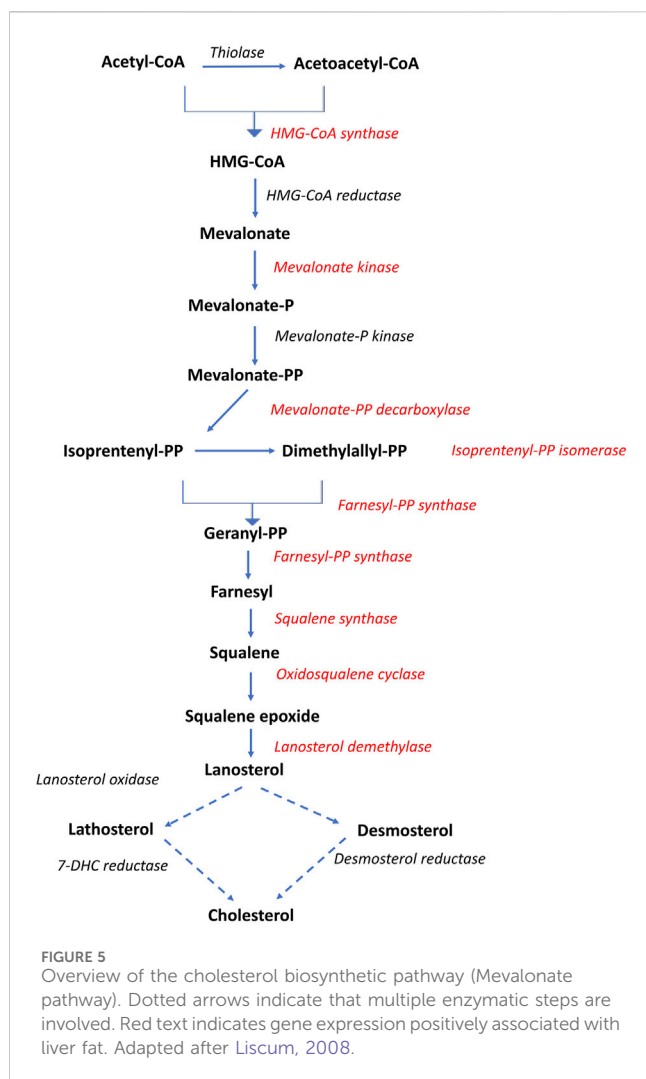 Thiolase
Acetyl-CoA Acetoacetyl-CoA
HMG-CoA synthase
HMG-CoA
HMG-CoA reductase
Mevalonate
Mevalonate kinase
Mevalonate-P
Mevalonate-P kinase
Mevalonate-PP
Mevalonate-PP decarboxylase
Isoprentenyl-PP Dimethylallyl-PP Isoprentenyl-PP isomerase
Farnesyl-PP synthase
Geranyl-PP
Farnesyl-PP synthase
Farnesyl
Squalene synthase
Squalene
Oxidosqualene cyclase
Squalene epoxide
Lanosterol demethylase
Lanosterol
Lanosterol oxidase
Lathosterol Desmosterol
7-DHC reductase Desmosterol reductase
Cholesterol
FIGURE 5
Overview of the cholesterol biosynthetic pathway (Mevalonate
pathway). Dotted arrows indicate that multiple enzymatic steps are
involved. Red text indicates gene expression positively associated with
liver fat. Adapted after Liscum, 2008.